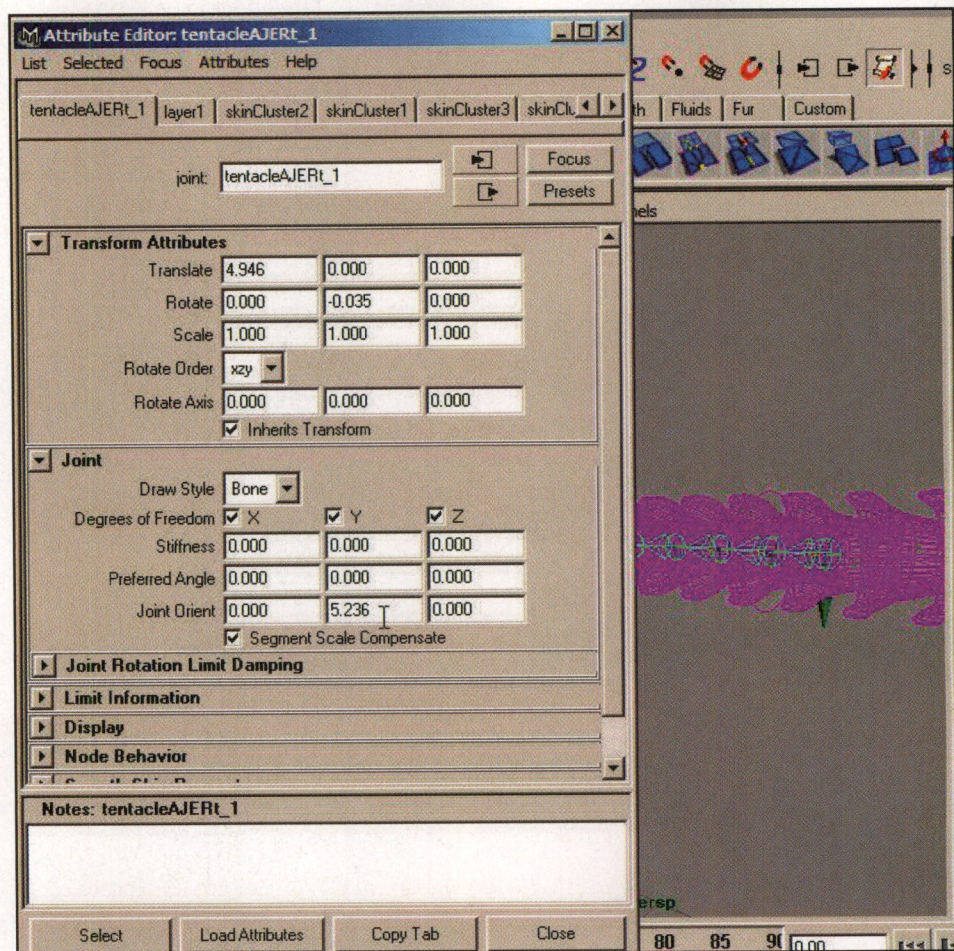 Attribute Editor: tentacleAJERt_1
List Selected Focus Attributes Help
tentacleAJERt_1 layer1 skinCluster2 skinCluster1 skinCluster3
Fluids Fur Custom
joint: tentacleAJERt_1 Focus
Presets
Transform Attributes
Translate 4.946 0.000 0.000
Rotate 0.000 -0.035 0.000
Scale 1.000 1.000 1.000
Rotate Order xzy
Rotate Axis 0.000 0.000 0.000
Inherits Transform
Joint
Draw Style Bone
Degrees of Freedom X Y Z
Stiffness 0.000 0.000 0.000
Preferred Angle 0.000 0.000 0.000
Joint Orient 0.000 5.236 0.000
Segment Scale Compensate
Joint Rotation Limit Damping
Limit Information
Display
Node Behavior
Notes: tentacleAJERt_1
Select Load Attributes Copy Tab Close
80 85 0.00